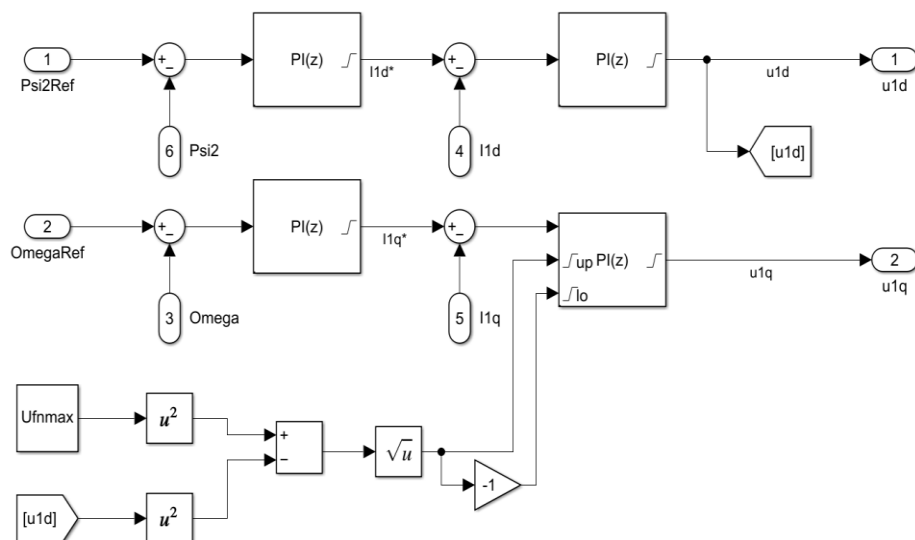 1
Psi2Ref
+
−
6
Psi2
PI(z)
I1d*
+
−
4
I1d
PI(z)
u1d
1
u1d
[u1d]
2
OmegaRef
+
−
3
Omega
PI(z)
I1q*
+
−
5
I1q
up
PI(z)
lo
u1q
2
u1q
Ufnmax
u²
+
−
√u
-1
[u1d]
u²